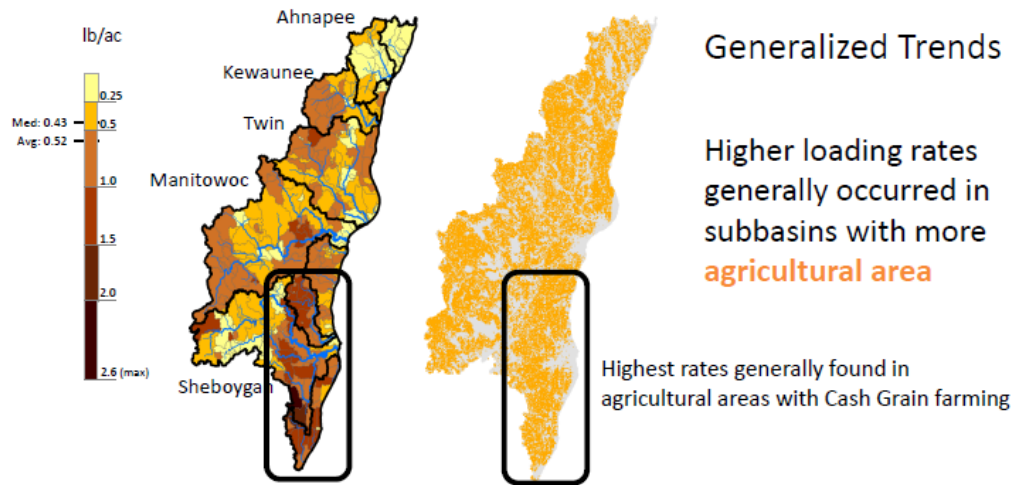 Ahnapee
lb/ac
Kewaunee
0.25
Med: 0.43
0.5
Avg: 0.52
Twin
1.0
Manitowoc
1.5
2.0
2.6 (max)
Sheboygan
Generalized Trends
Higher loading rates
generally occurred in
subbasins with more
agricultural area
Highest rates generally found in
agricultural areas with Cash Grain farming